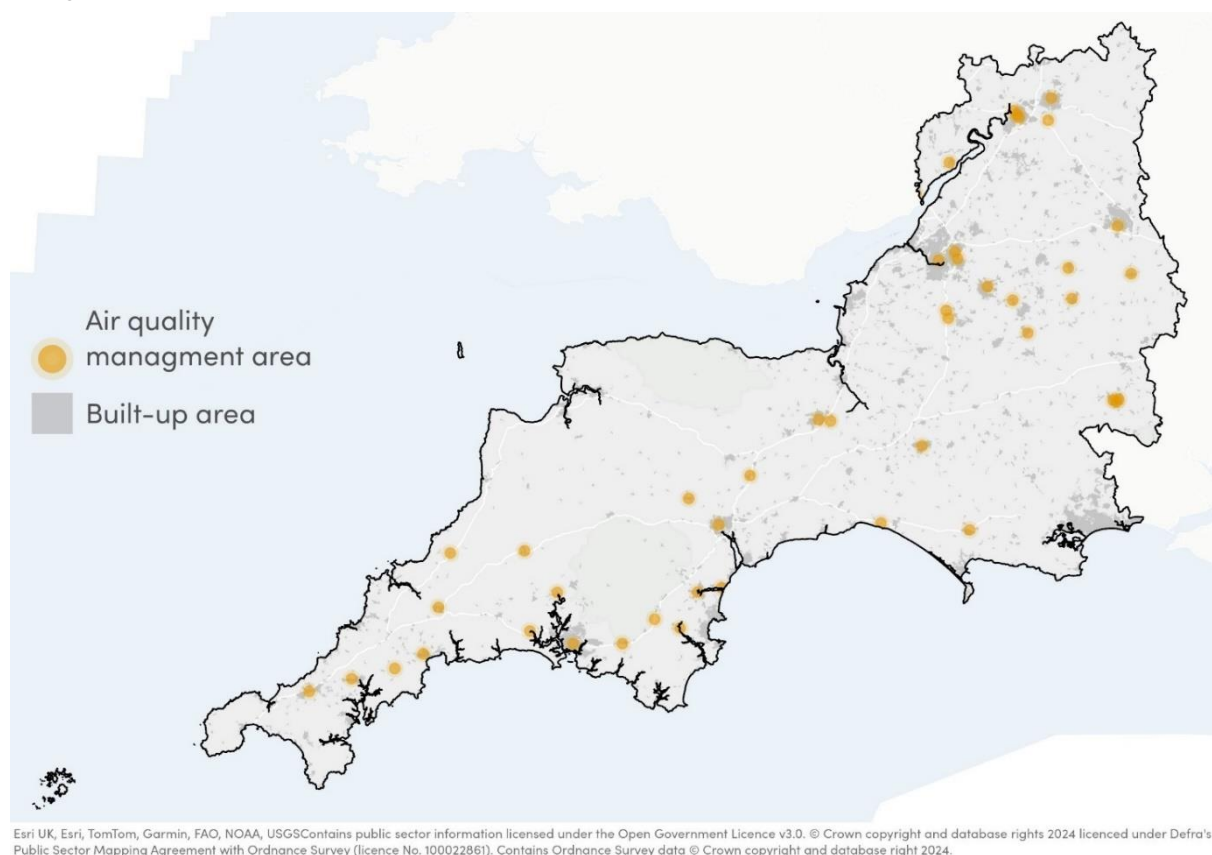 Air quality
managment area
Built-up area
Esri UK, Esri, TomTom, Garmin, FAO, NOAA, USGSContains public sector information licensed under the Open Government Licence v3.0. © Crown copyright and database rights 2024 licenced under Defra's
Public Sector Mapping Agreement with Ordnance Survey (licence No. 100022861). Contains Ordnance Survey data © Crown copyright and database right 2024.